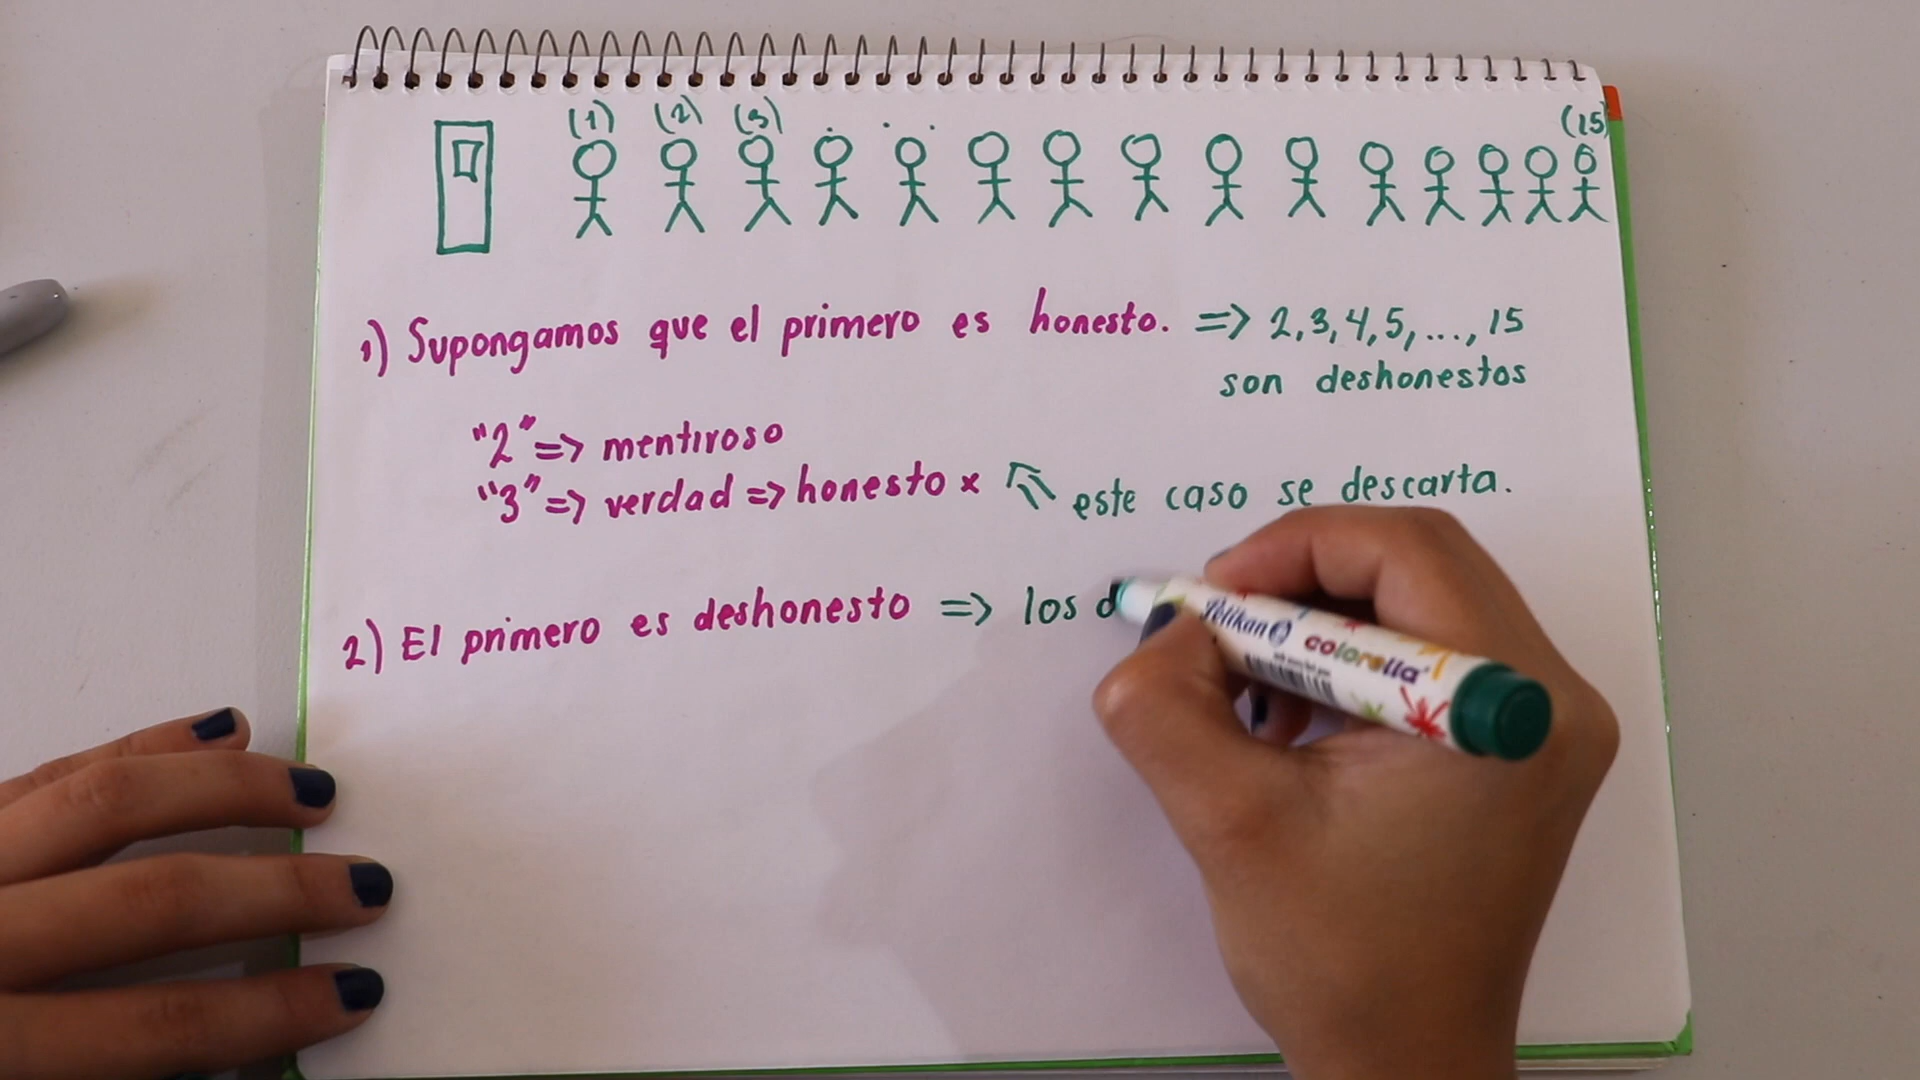 (1) (2) (3) . . . (15)
1) Supongamos que el primero es honesto. => 2,3,4,5,...,15
son deshonestos
"2" => mentiroso
"3" => verdad => honesto x
este caso se descarta.
2) El primero es deshonesto => los d
Pelikan colorella